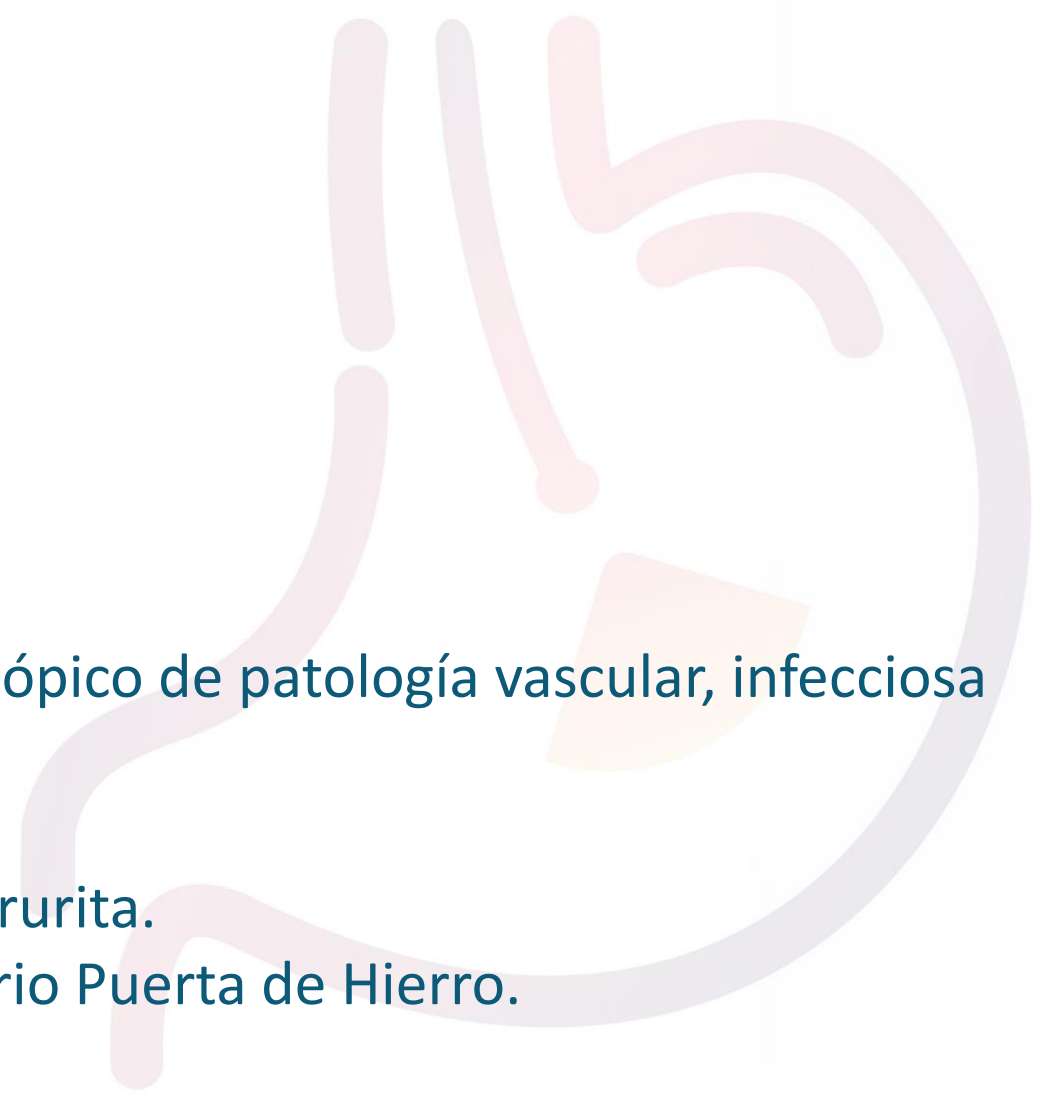 ópico de patología vascular, infecciosa
rurita.
rio Puerta de Hierro.